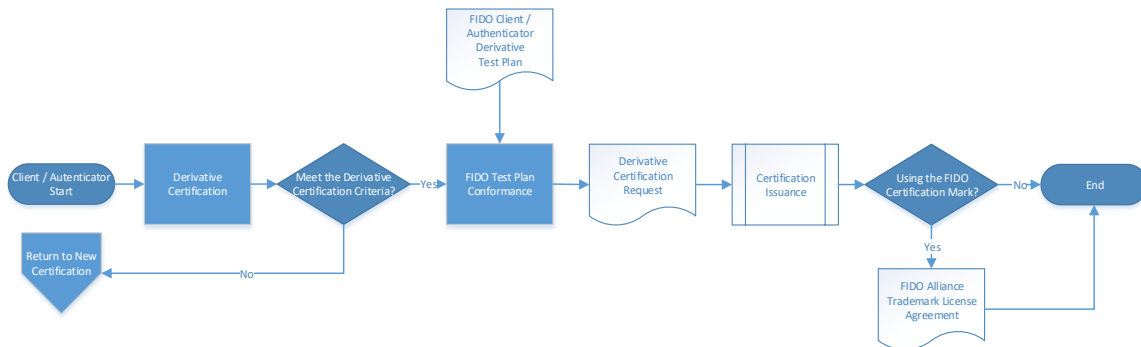 FIDO Client /
Authenticator
Derivative
Test Plan
Client / Autenticator
Start
Derivative
Certification
Meet the Derivative
Certification Criteria?
Yes
FIDO Test Plan
Conformance
Derivative
Certification
Request
Certification
Issuance
Using the FIDO
Certification Mark?
No
End
Return to New
Certification
No
Yes
FIDO Alliance
Trademark License
Agreement